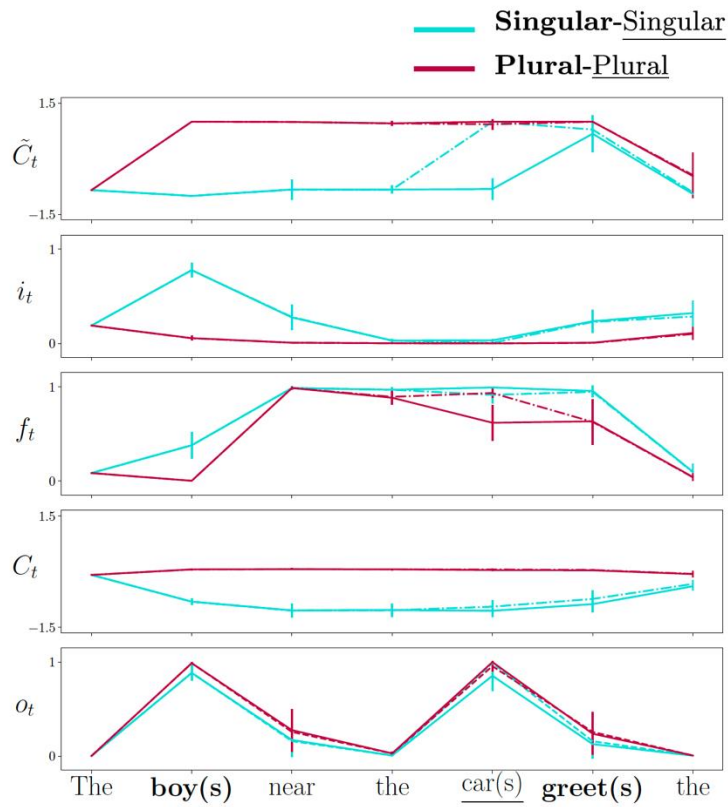 Singular-Singular
Plural-Plural
1.5
C̃t
−1.5
1
it
0
1
ft
0
1.5
Ct
−1.5
1
ot
0
The boy(s) near the car(s) greet(s) the